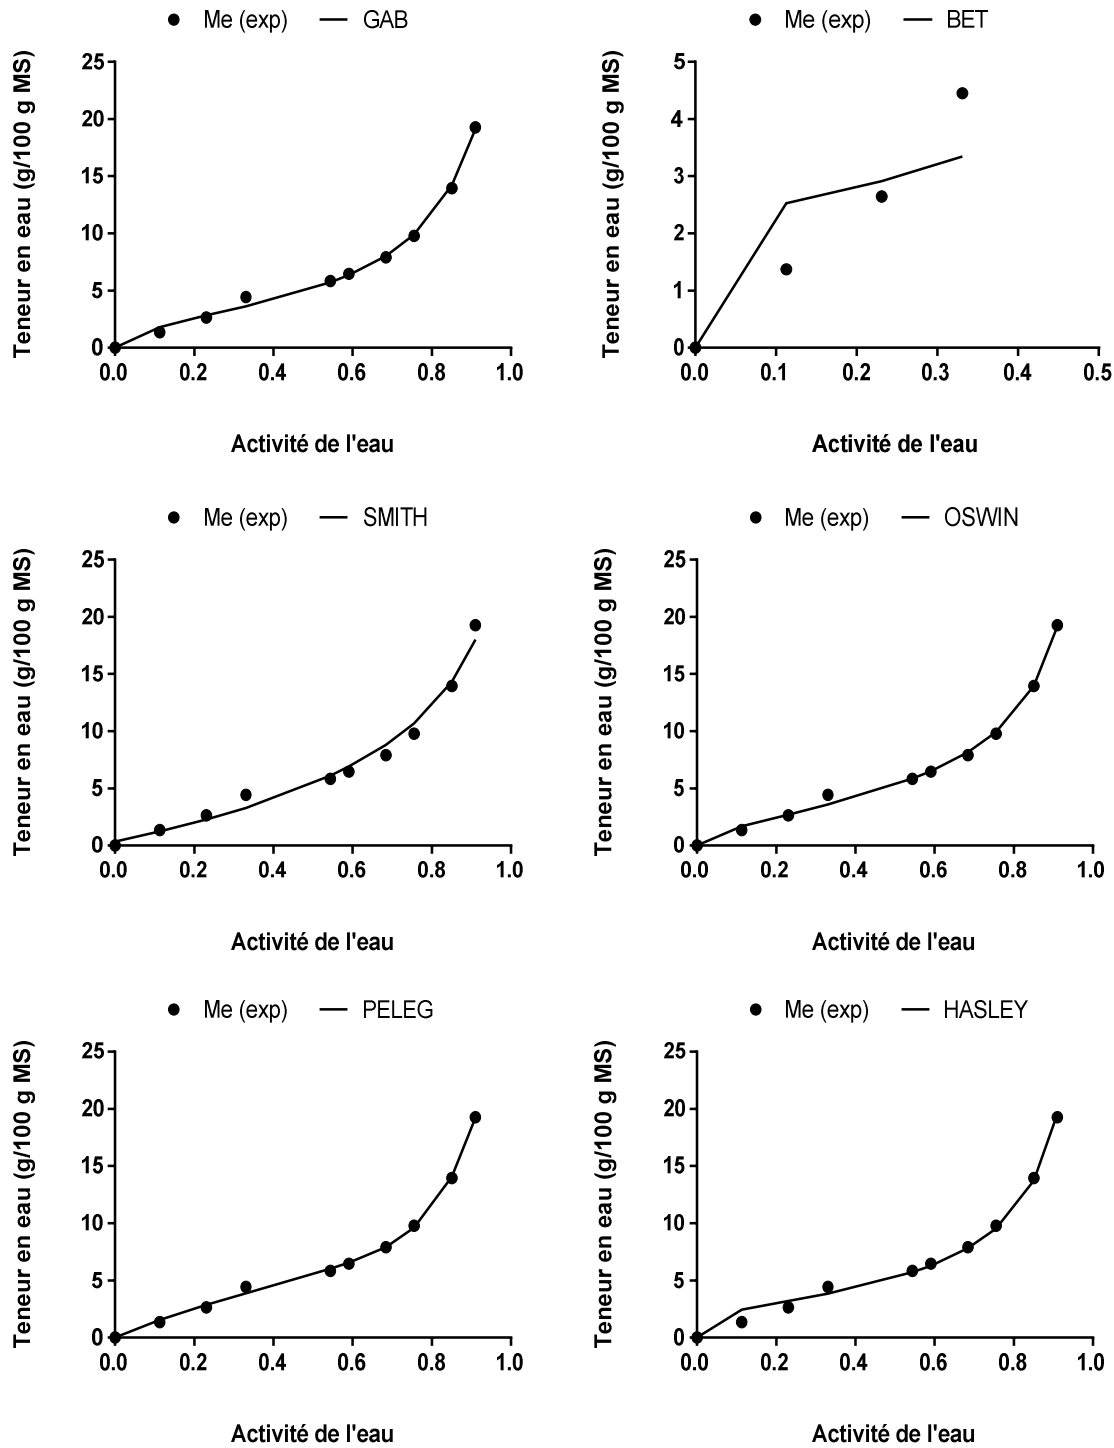 Me (exp) GAB
Teneur en eau (g/100 g MS)
25
20
15
10
5
0
0.0 0.2 0.4 0.6 0.8 1.0
Activité de l'eau
Me (exp) BET
Teneur en eau (g/100 g MS)
5
4
3
2
1
0
0.0 0.1 0.2 0.3 0.4 0.5
Activité de l'eau
Me (exp) SMITH
Teneur en eau (g/100 g MS)
25
20
15
10
5
0
0.0 0.2 0.4 0.6 0.8 1.0
Activité de l'eau
Me (exp) OSWIN
Teneur en eau (g/100 g MS)
25
20
15
10
5
0
0.0 0.2 0.4 0.6 0.8 1.0
Activité de l'eau
Me (exp) PELEG
Teneur en eau (g/100 g MS)
25
20
15
10
5
0
0.0 0.2 0.4 0.6 0.8 1.0
Activité de l'eau
Me (exp) HASLEY
Teneur en eau (g/100 g MS)
25
20
15
10
5
0
0.0 0.2 0.4 0.6 0.8 1.0
Activité de l'eau